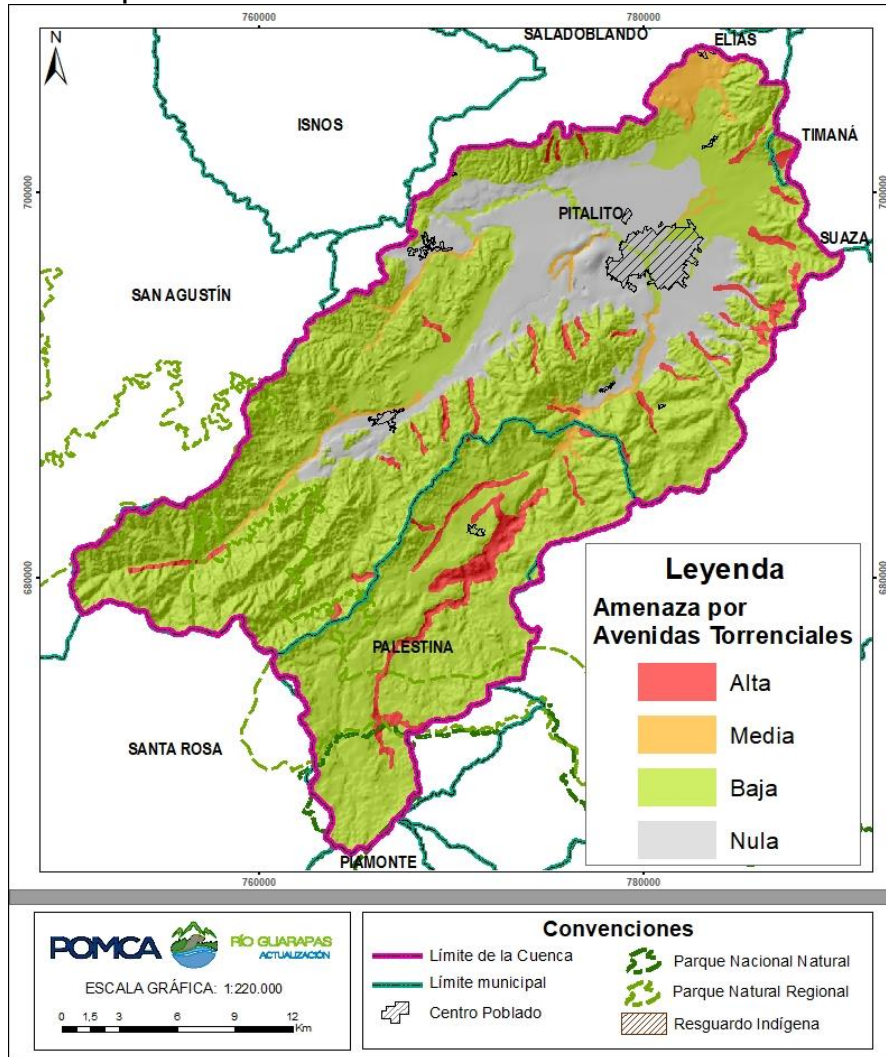 760000
780000
N
SALADOBLANDO
ELÍAS
ISNOS
TIMANÁ
700000
700000
PITALITO
SUAZA
SAN AGUSTÍN
680000
680000
PALESTINA
SANTA ROSA
PIAMONTE
Leyenda
Amenaza por
Avenidas Torrenciales
Alta
Media
Baja
Nula
760000
780000
POMCA
RÍO GUARAPAS
ACTUALIZACIÓN
ESCALA GRÁFICA: 1:220.000
0 1,5 3 6 9 12
Km
Convenciones
Límite de la Cuenca
Límite municipal
Centro Poblado
Parque Nacional Natural
Parque Natural Regional
Resguardo Indígena